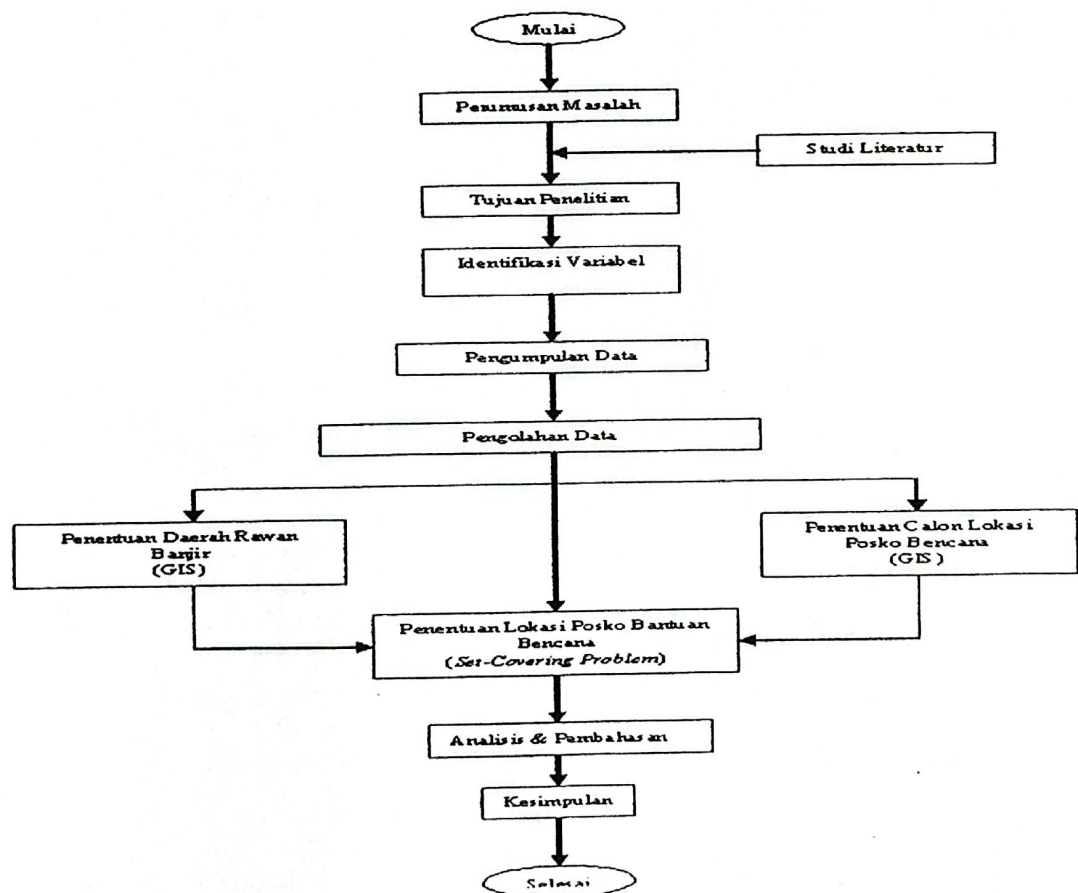 Mulai
Perumusan Masalah
Studi Literatur
Tujuan Penelitian
Identifikasi Variabel
Pengumpulan Data
Pengolahan Data
Penentuan Daerah Rawan
Banjir
(GIS)
Penentuan Calon Lokasi
Posko Bencana
(GIS)
Penentuan Lokasi Posko Bantuan
Bencana
(Set-Covering Problem)
Analisis & Pembahasan
Kesimpulan
Selesai